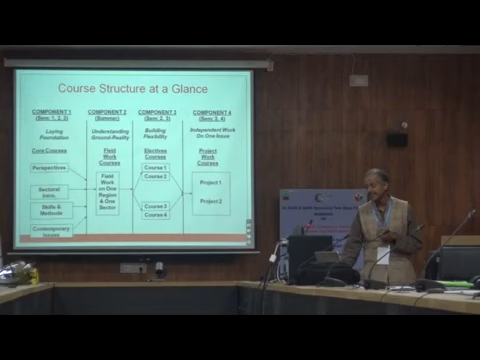 Course Structure at a Glance
COMPONENT 1
(Sem: 1, 2, 3)
Laying
Foundation
Core Courses
Perspectives
Sectoral
Intro.
Skills &
Methods
Contemporary
Issues
COMPONENT 2
(Summer)
Understanding
Ground-Reality
Field
Work
Courses
Field
Work
on One
Region
& One
Sector
COMPONENT 3
(Sem: 2, 3)
Building
Flexibility
Electives
Courses
Course 1
Course 2
Course 3
Course 4
COMPONENT 4
(Sem: 3, 4)
Independent Work
On One Issue
Project
Work
Courses
Project 1
Project 2